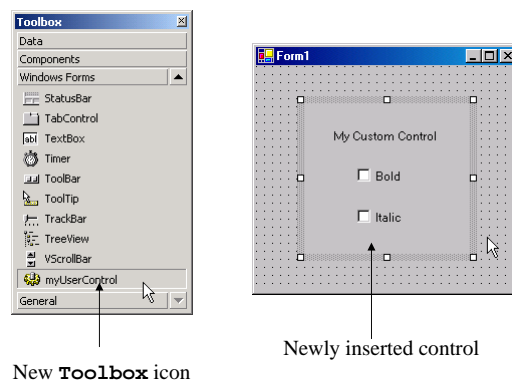 Toolbox
Data
Components
Windows Forms
StatusBar
TabControl
abl TextBox
Timer
ToolBar
ToolTip
TrackBar
TreeView
VScrollBar
myUserControl
General
New Toolbox icon
Form1
My Custom Control
Bold
Italic
Newly inserted control